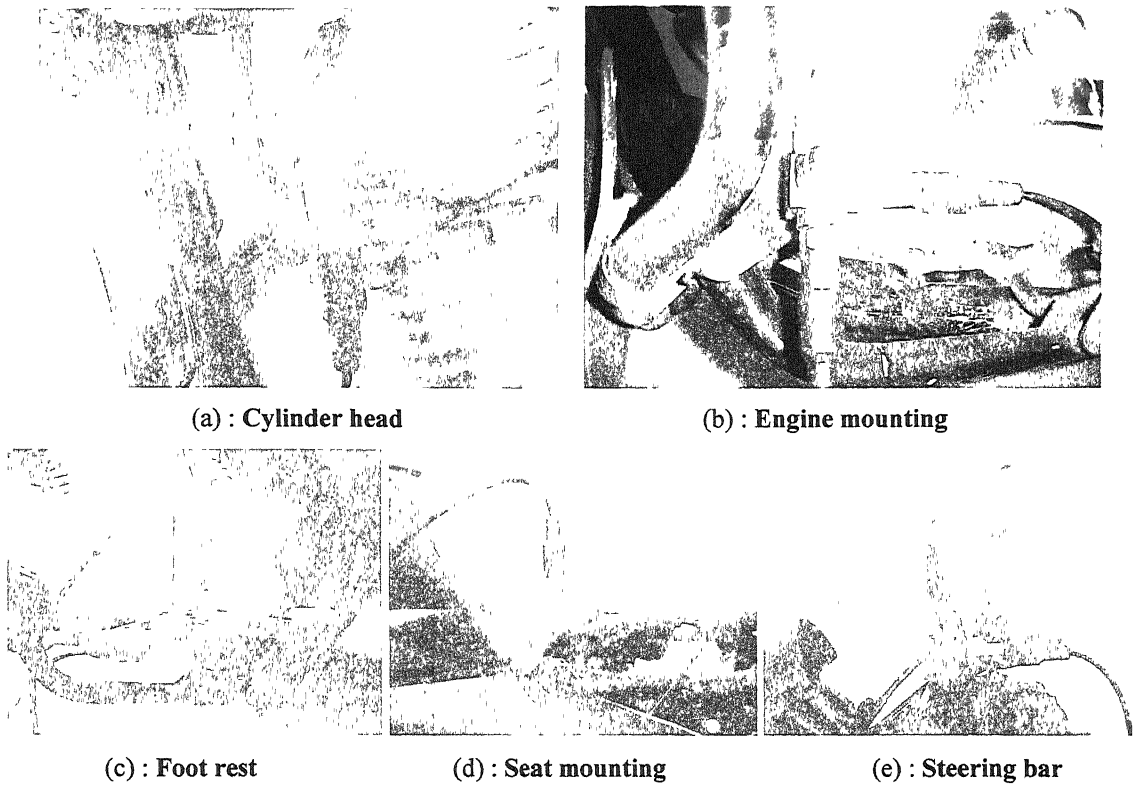 (a) : Cylinder head
(b) : Engine mounting
(c) : Foot rest
(d) : Seat mounting
(e) : Steering bar